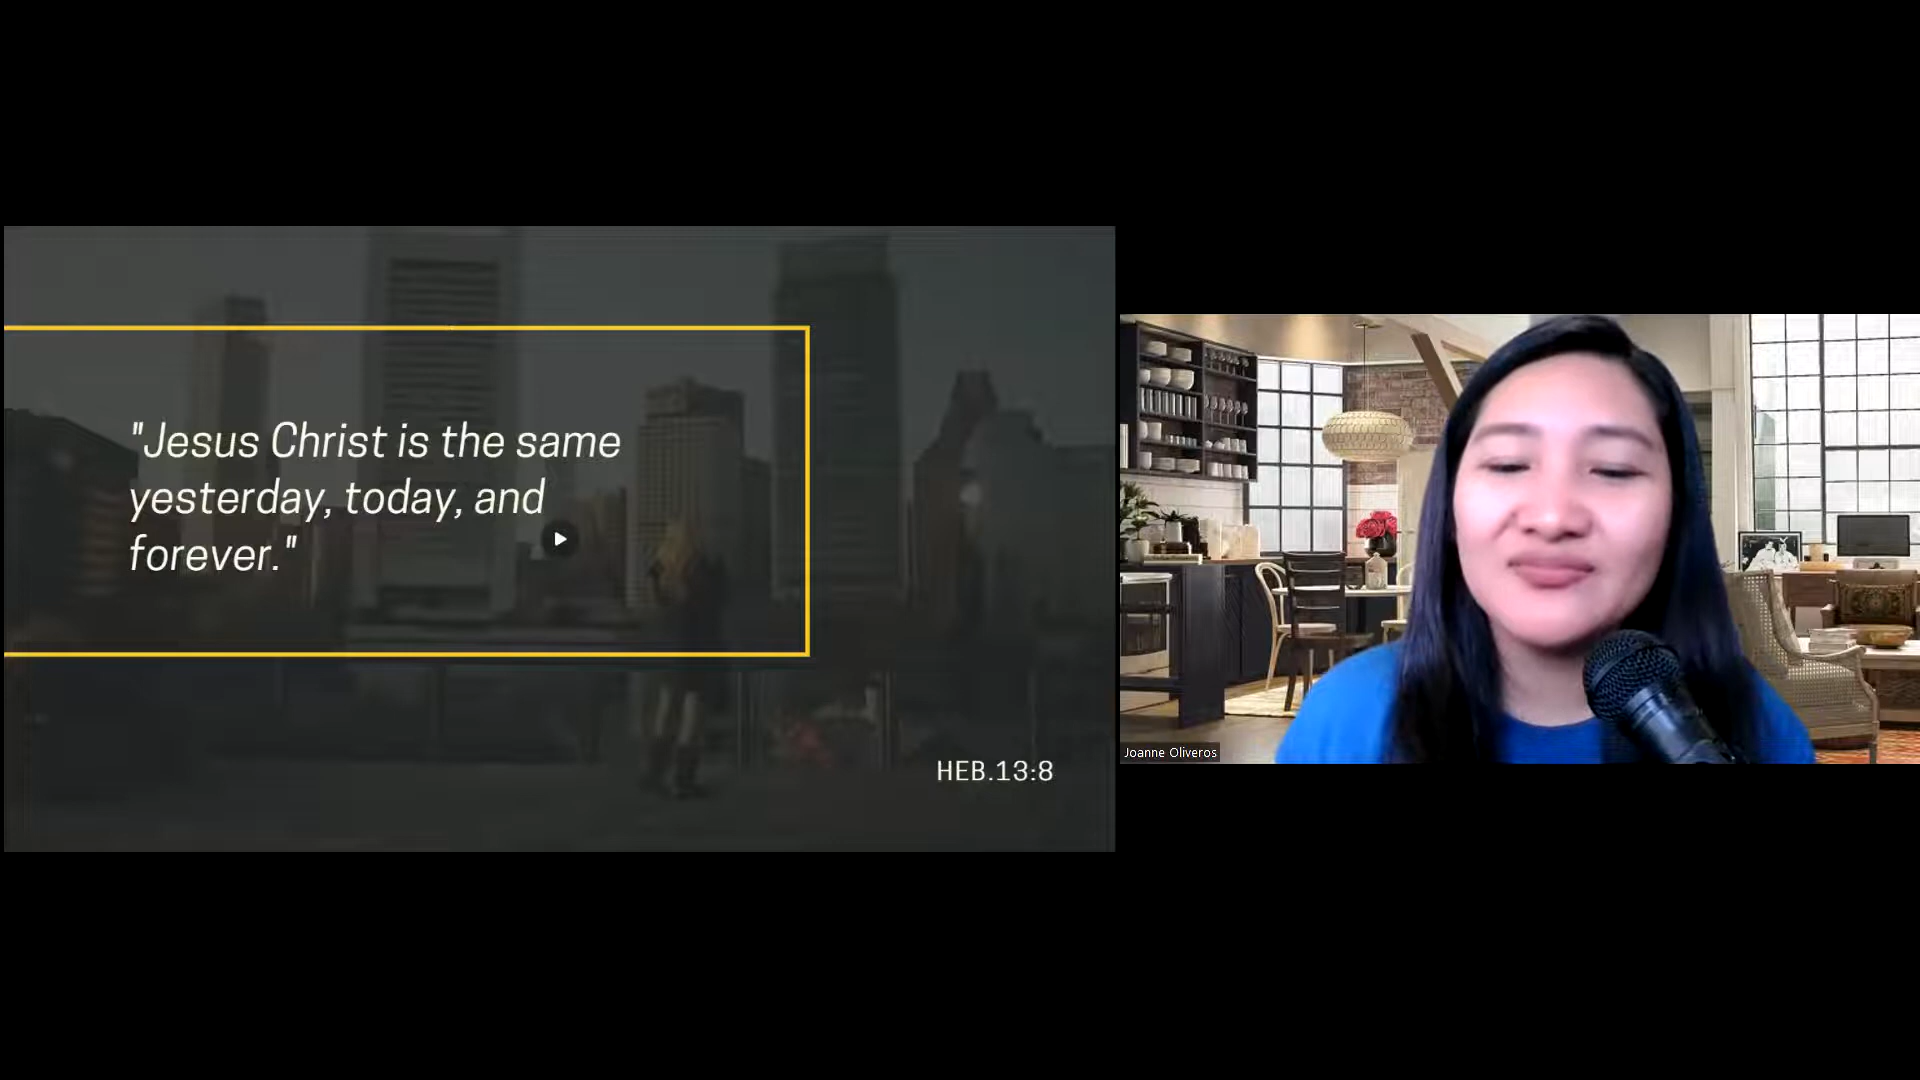 "Jesus Christ is the same
yesterday, today, and
forever."
HEB.13:8
Joanne Oliveros